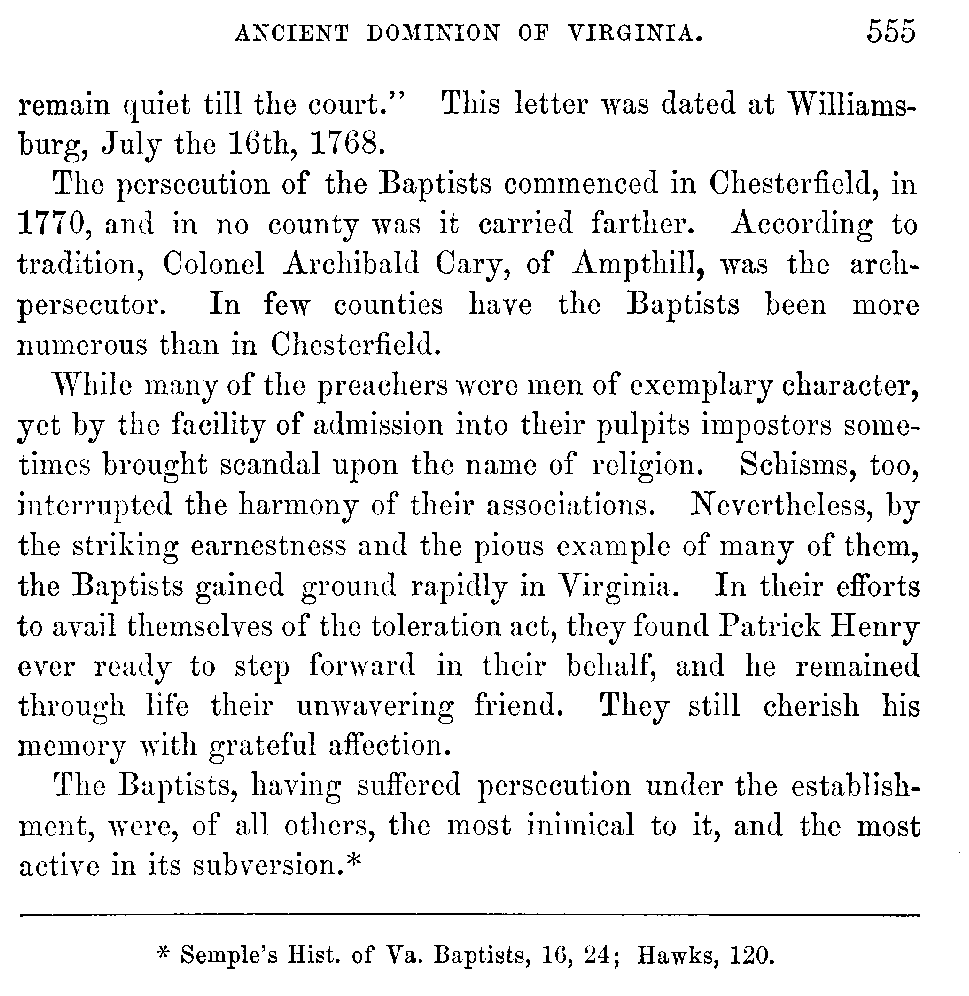 ANCIENT DOMINION OF VIRGINIA. 555
remain quiet till the court." This letter was dated at Williams-
burg, July the 16th, 1768.
The persecution of the Baptists commenced in Chesterfield, in
1770, and in no county was it carried farther. According to
tradition, Colonel Archibald Cary, of Ampthill, was the arch-
persecutor. In few counties have the Baptists been more
numerous than in Chesterfield.
While many of the preachers were men of exemplary character,
yet by the facility of admission into their pulpits impostors some-
times brought scandal upon the name of religion. Schisms, too,
interrupted the harmony of their associations. Nevertheless, by
the striking earnestness and the pious example of many of them,
the Baptists gained ground rapidly in Virginia. In their efforts
to avail themselves of the toleration act, they found Patrick Henry
ever ready to step forward in their behalf, and he remained
through life their unwavering friend. They still cherish his
memory with grateful affection.
The Baptists, having suffered persecution under the establish-
ment, were, of all others, the most inimical to it, and the most
active in its subversion.*
* Semple's Hist. of Va. Baptists, 16, 24; Hawks, 120.